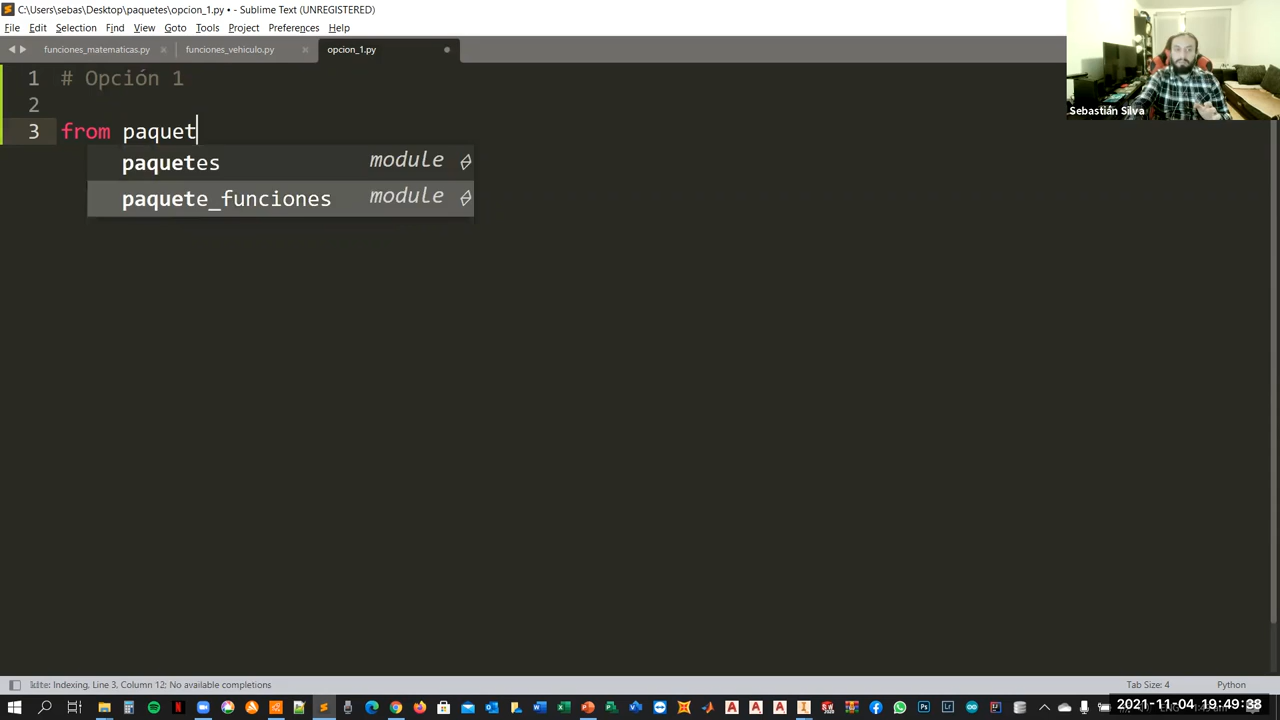 C:\Users\sebas\Desktop\paquetes\opcion_1.py • - Sublime Text (UNREGISTERED)
File Edit Selection Find View Goto Tools Project Preferences Help
funciones_matematicas.py funciones_vehiculo.py opcion_1.py
1 # Opción 1
2
3 from paquet
paquetes module
paquete_funciones module
Sebastián Silva
Indexing, Line 3, Column 12; No available completions
Tab Size: 4 Python
2021-11-04 19:49:38